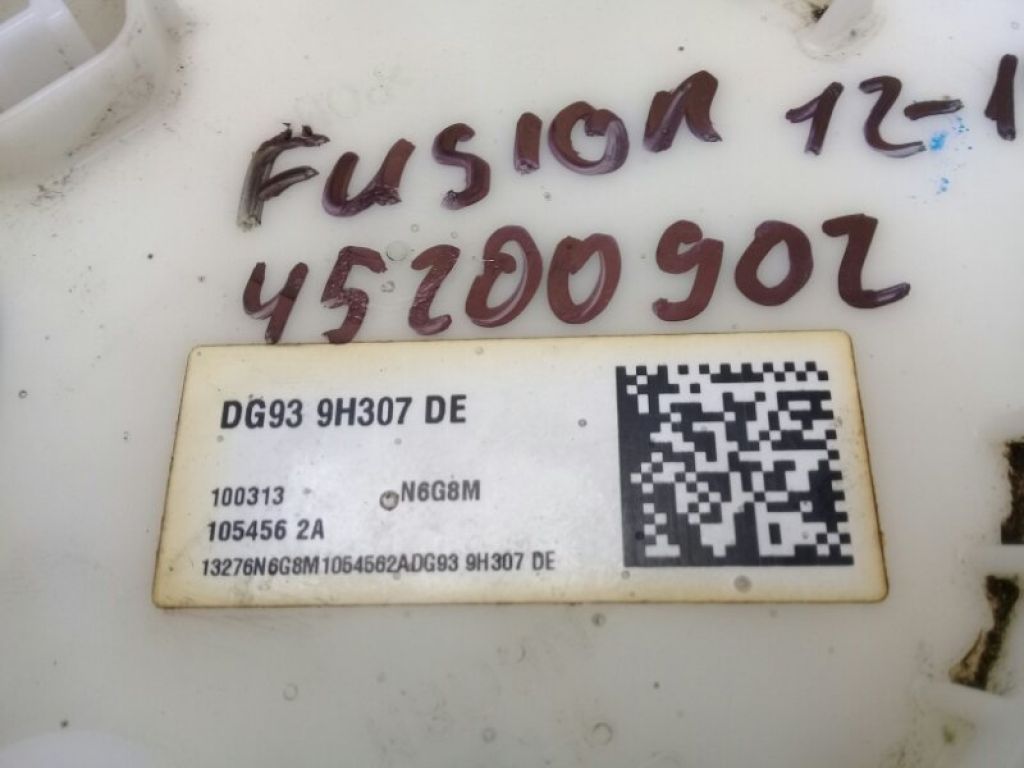 FUSION 12-1
45200902
DG93 9H307 DE
100313 N6G8M
105456 2A
13276N6G8M1054562ADG93 9H307 DE